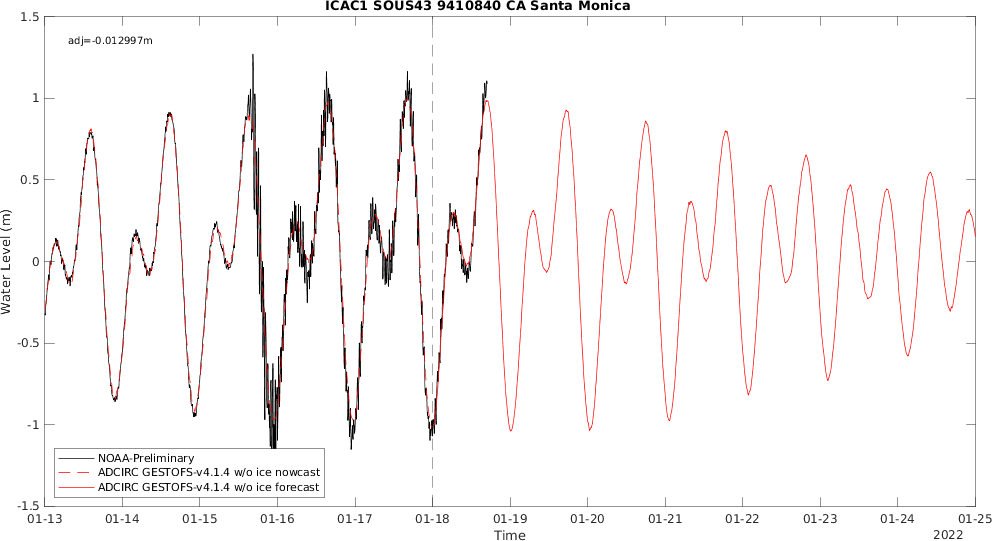 ICAC1 SOUS43 9410840 CA Santa Monica
adj=-0.012997m
1.5
1
0.5
0
-0.5
-1
-1.5
Water Level (m)
NOAA-Preliminary
ADCIRC GESTOFS-v4.1.4 w/o ice nowcast
ADCIRC GESTOFS-v4.1.4 w/o ice forecast
01-13 01-14 01-15 01-16 01-17 01-18 01-19 01-20 01-21 01-22 01-23 01-24 01-25
Time
2022